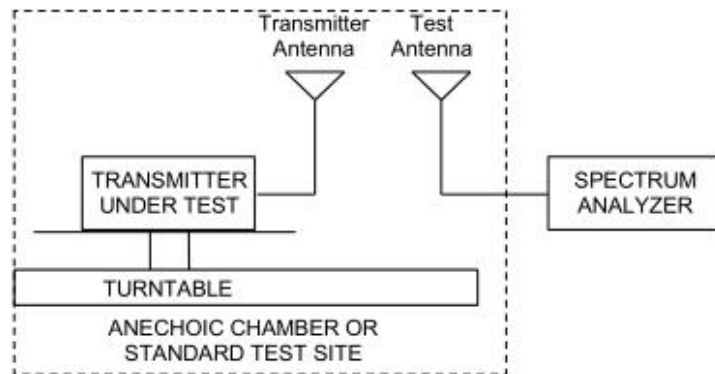 Transmitter
Antenna
Test
Antenna
TRANSMITTER
UNDER TEST
SPECTRUM
ANALYZER
TURNTABLE
ANECHOIC CHAMBER OR
STANDARD TEST SITE